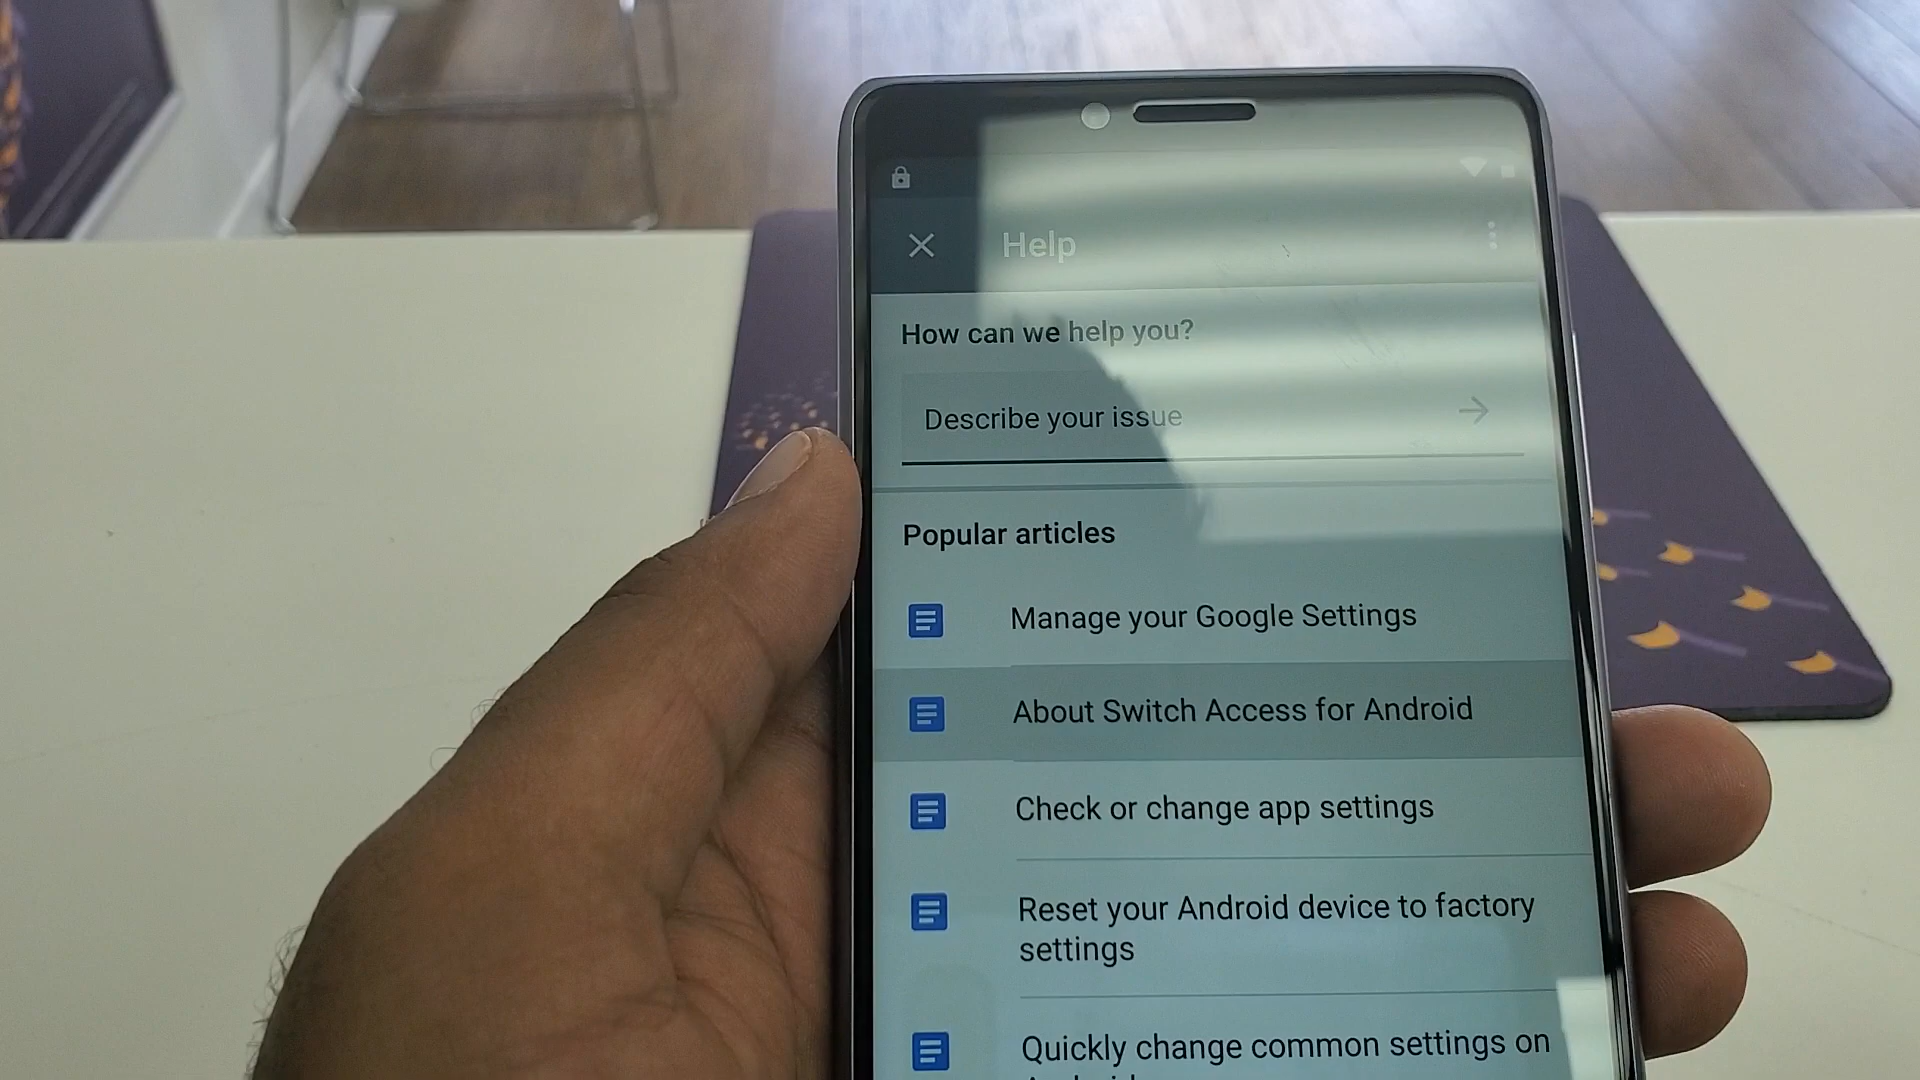 Help
How can we help you?
Describe your issue
Popular articles
Manage your Google Settings
About Switch Access for Android
Check or change app settings
Reset your Android device to factory
settings
Quickly change common settings on